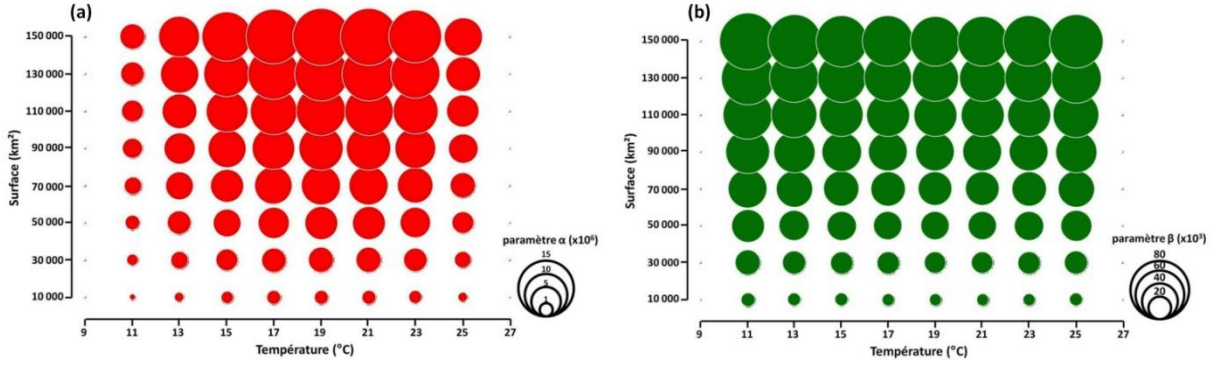 (a)
150 000
130 000
110 000
90 000
70 000
50 000
30 000
10 000
Surface (km²)
9 11 13 15 17 19 21 23 25 27
Température (°C)
paramètre α (x10⁶)
15
10
5
1
(b)
150 000
130 000
110 000
90 000
70 000
50 000
30 000
10 000
Surface (km²)
9 11 13 15 17 19 21 23 25 27
Température (°C)
paramètre β (x10³)
80
60
40
20